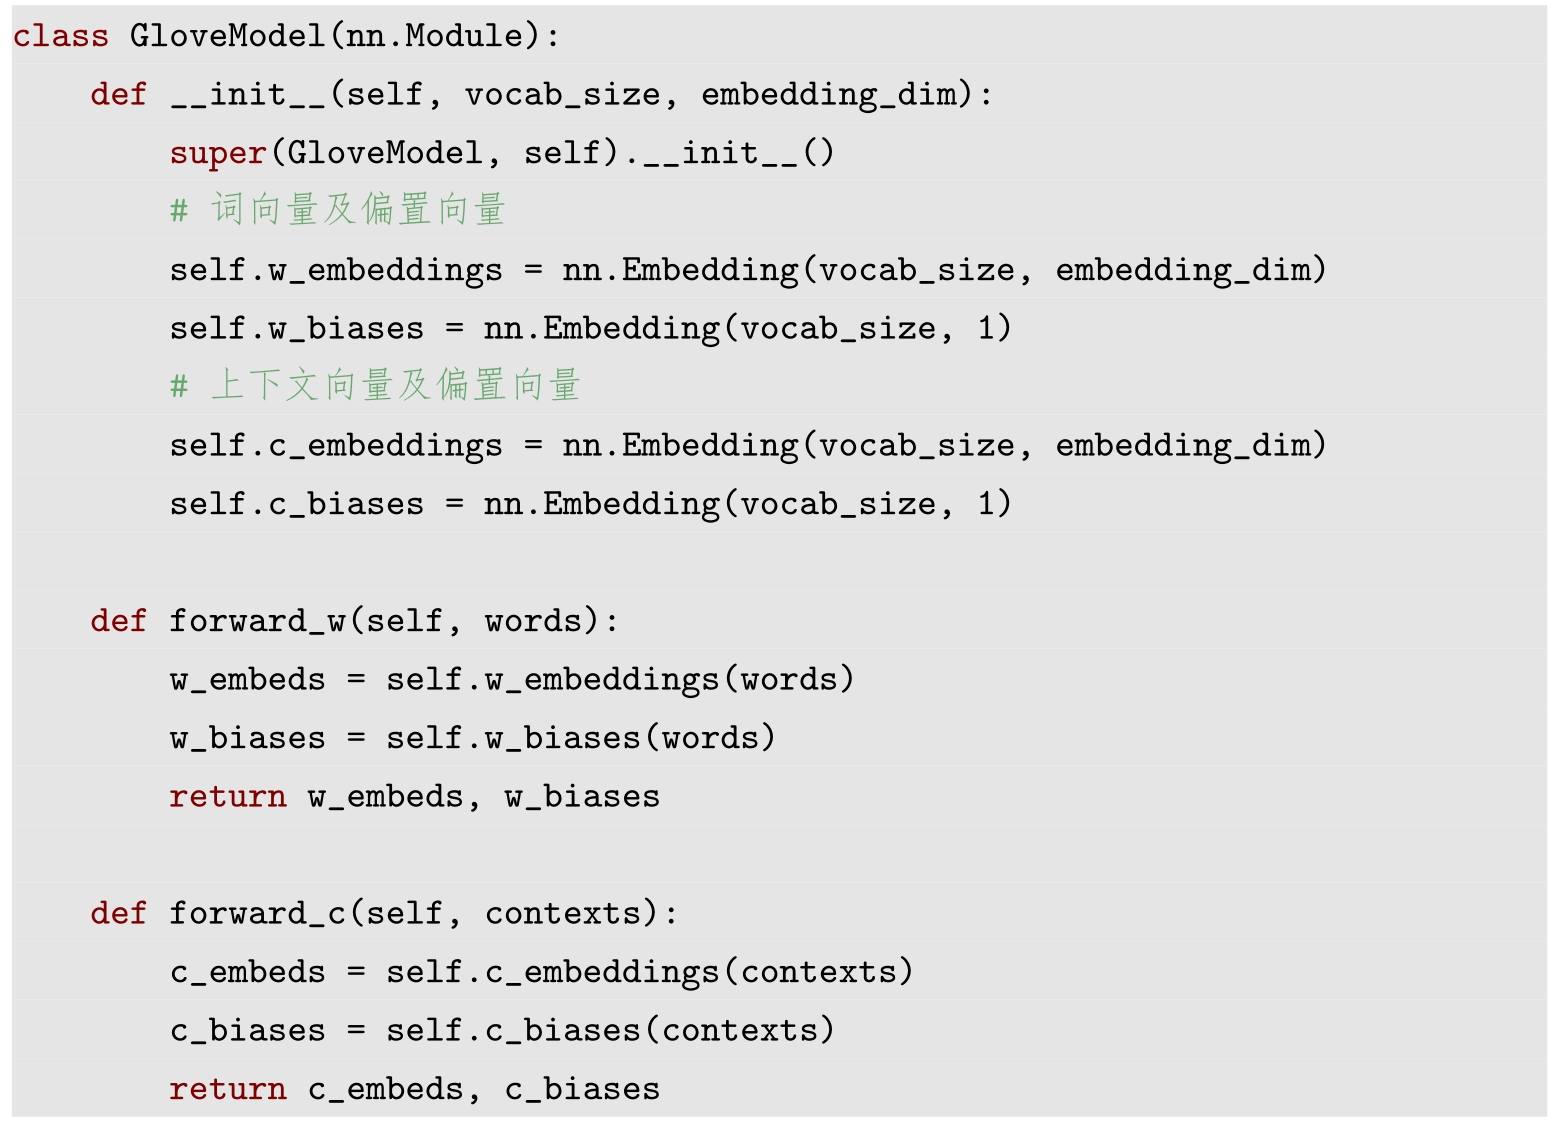 class GloveModel(nn.Module):
    def __init__(self, vocab_size, embedding_dim):
        super(GloveModel, self).__init__()
        # 词向量及偏置向量
        self.w_embeddings = nn.Embedding(vocab_size, embedding_dim)
        self.w_biases = nn.Embedding(vocab_size, 1)
        # 上下文向量及偏置向量
        self.c_embeddings = nn.Embedding(vocab_size, embedding_dim)
        self.c_biases = nn.Embedding(vocab_size, 1)

    def forward_w(self, words):
        w_embeds = self.w_embeddings(words)
        w_biases = self.w_biases(words)
        return w_embeds, w_biases

    def forward_c(self, contexts):
        c_embeds = self.c_embeddings(contexts)
        c_biases = self.c_biases(contexts)
        return c_embeds, c_biases